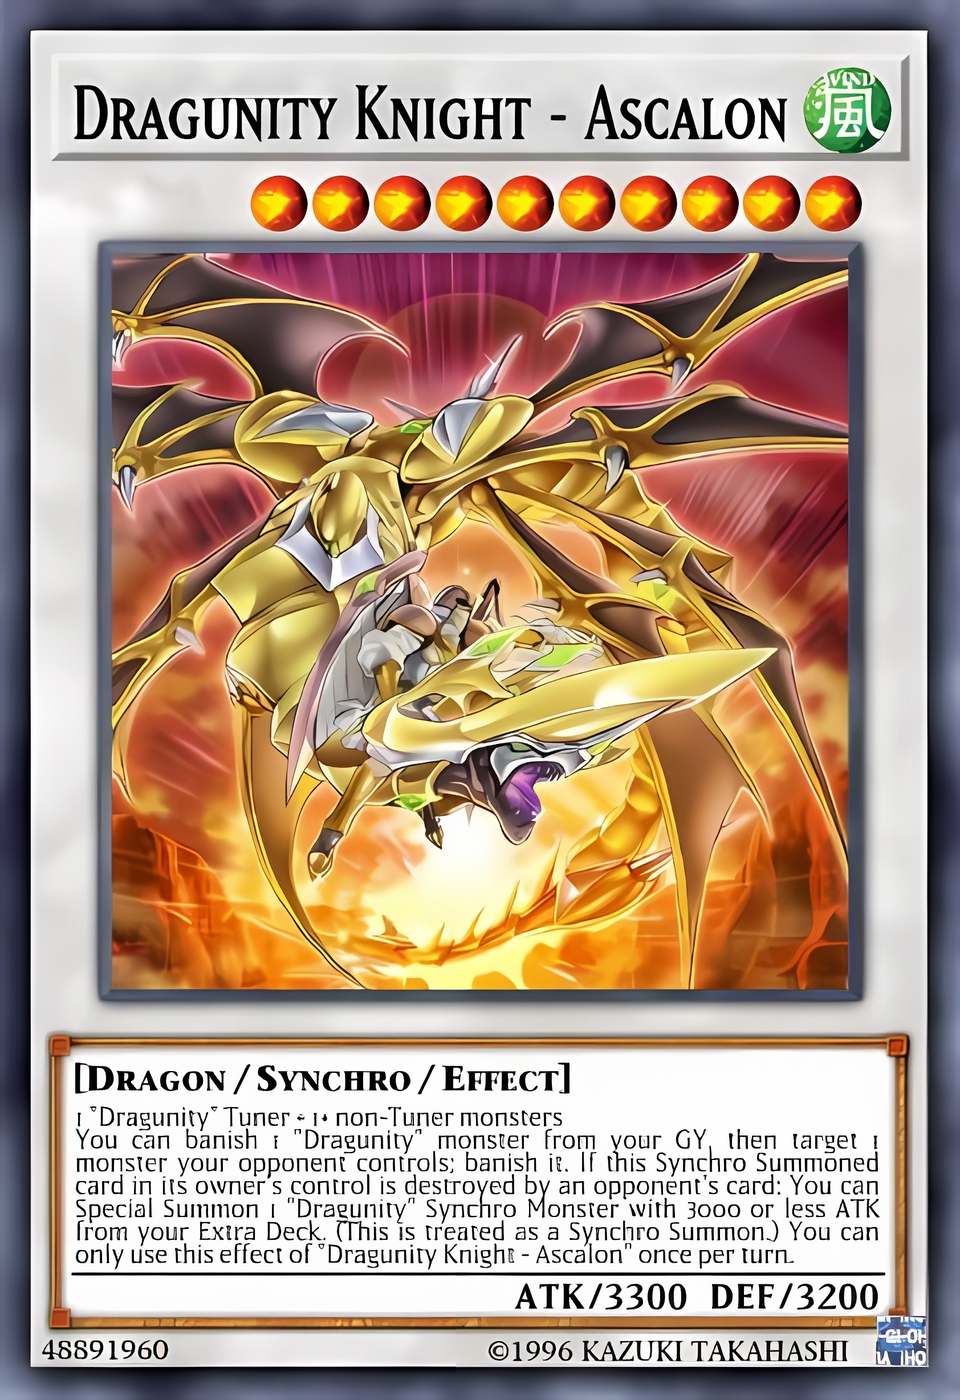 DRAGUNITY KNIGHT - ASCALON
WIND
風
[DRAGON / SYNCHRO / EFFECT]
1 "Dragunity" Tuner + 1+ non-Tuner monsters
You can banish 1 "Dragunity" monster from your GY, then target 1
monster your opponent controls; banish it. If this Synchro Summoned
card in its owner's control is destroyed by an opponent's card: You can
Special Summon 1 "Dragunity" Synchro Monster with 3000 or less ATK
from your Extra Deck. (This is treated as a Synchro Summon.) You can
only use this effect of "Dragunity Knight - Ascalon" once per turn.
ATK/3300 DEF/3200
48891960
©1996 KAZUKI TAKAHASHI